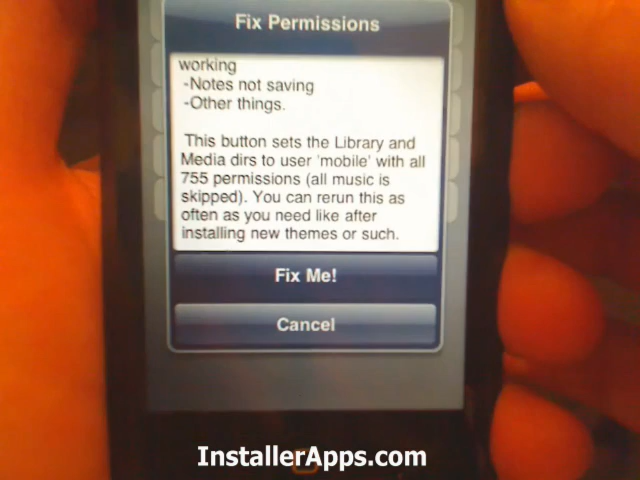 Fix Permissions
working
-Notes not saving
-Other things.
This button sets the Library and
Media dirs to user 'mobile' with all
755 permissions (all music is
skipped). You can rerun this as
often as you need like after
installing new themes or such.
Fix Me!
Cancel
InstallerApps.com